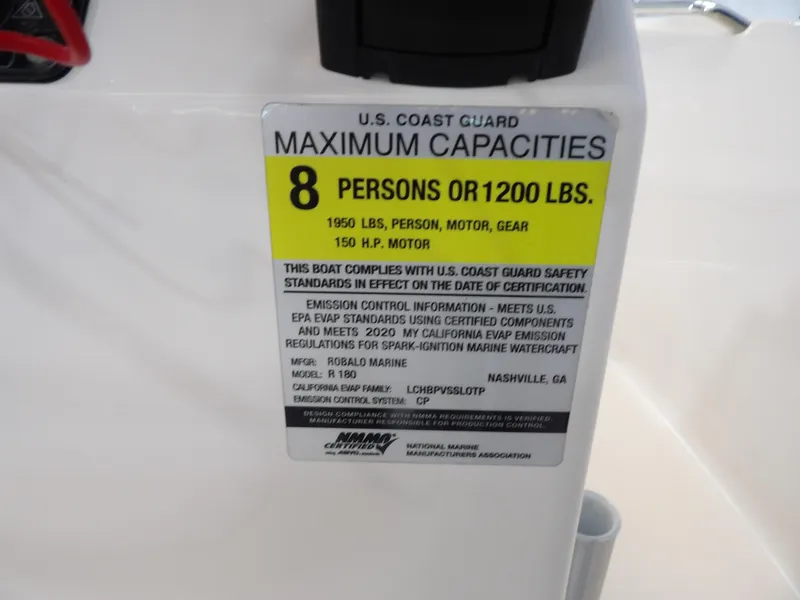 U.S. COAST GUARD
MAXIMUM CAPACITIES
8 PERSONS OR 1200 LBS.
1950 LBS, PERSON, MOTOR, GEAR
150 H.P. MOTOR
THIS BOAT COMPLIES WITH U.S. COAST GUARD SAFETY
STANDARDS IN EFFECT ON THE DATE OF CERTIFICATION.
EMISSION CONTROL INFORMATION - MEETS U.S.
EPA EVAP STANDARDS USING CERTIFIED COMPONENTS
AND MEETS 2020 MY CALIFORNIA EVAP EMISSION
REGULATIONS FOR SPARK-IGNITION MARINE WATERCRAFT
MFGR: ROBALO MARINE
MODEL: R 180 NASHVILLE, GA
CALIFORNIA EVAP FAMILY: LCHBPVSSLOTP
EMISSION CONTROL SYSTEM: CP
DESIGN COMPLIANCE WITH NMMA REQUIREMENTS IS VERIFIED.
MANUFACTURER RESPONSIBLE FOR PRODUCTION CONTROL.
NMMA
CERTIFIED
NATIONAL MARINE
MANUFACTURERS ASSOCIATION